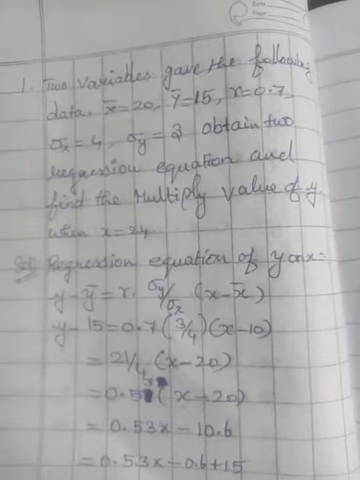 1. Two variables gave the following
data. x̄=20, ȳ=15, r=0.7
σx=4, σy=3 obtain two
regression equation and
find the Multiply value of y
when x=24
Sol Regression equation of y on x=
y-ȳ=r. σy/σx (x-x̄)
y-15=0.7(3/4)(x-10)
= 21/4 (x-20)
= 0.53(x-20)
= 0.53x-10.6
= 0.53x-0.6+15